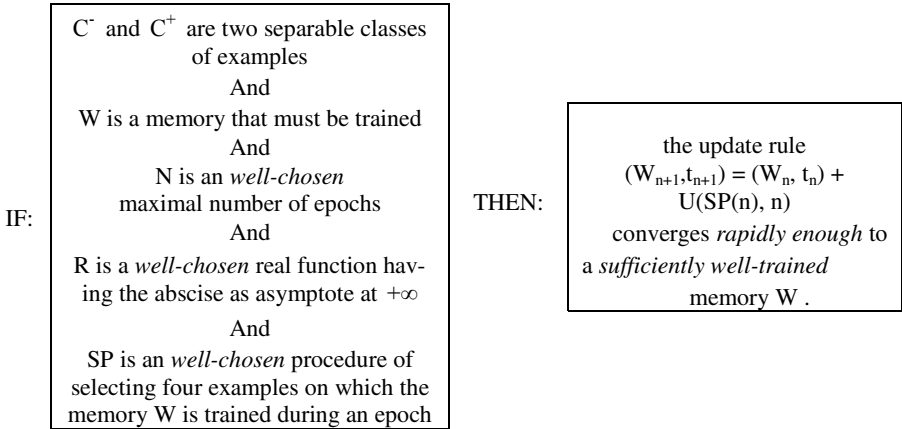 IF:
C⁻ and C⁺ are two separable classes
of examples
And
W is a memory that must be trained
And
N is an well-chosen
maximal number of epochs
And
R is a well-chosen real function hav-
ing the abscise as asymptote at +∞
And
SP is an well-chosen procedure of
selecting four examples on which the
memory W is trained during an epoch
THEN:
the update rule
(Wₙ₊₁,tₙ₊₁) = (Wₙ, tₙ) +
U(SP(n), n)
converges rapidly enough to
a sufficiently well-trained
memory W .